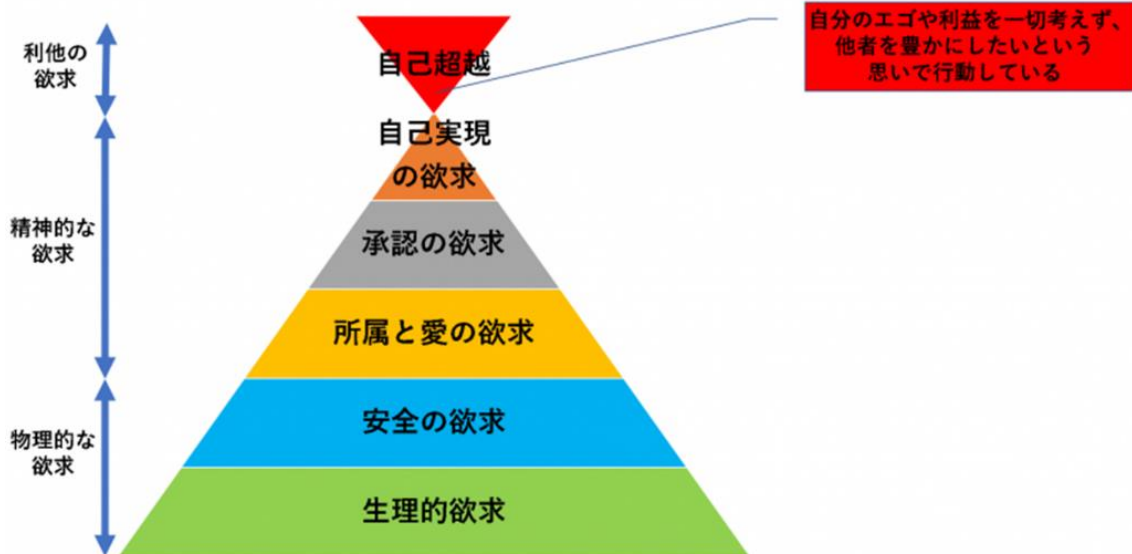 利他の
欲求
自己超越
自分のエゴや利益を一切考えず、
他者を豊かにしたいという
思いで行動している
自己実現
の欲求
精神的な
欲求
承認の欲求
所属と愛の欲求
物理的な
欲求
安全の欲求
生理的欲求